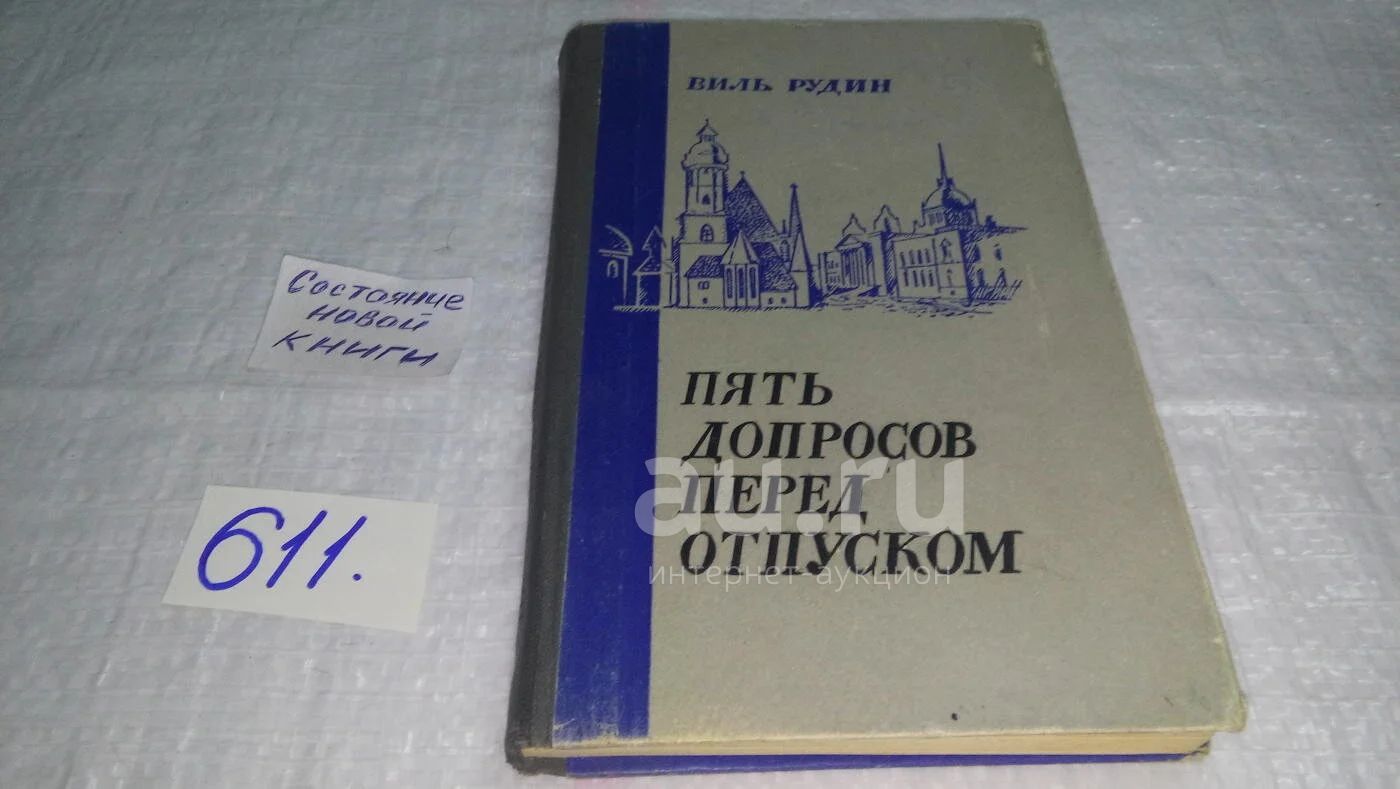 ВИЛЬ РУДИН
ПЯТЬ
ДОПРОСОВ
ПЕРЕД
ОТПУСКОМ
Состояние
новой
книги
611.
au.ru
интернет-аукцион